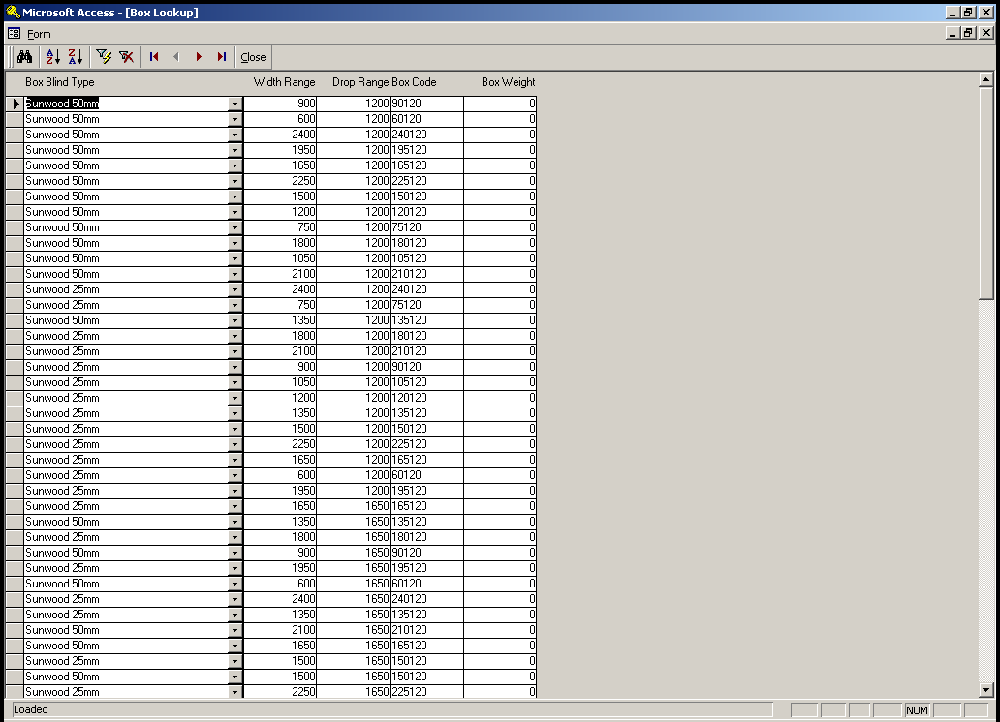 Microsoft Access - [Box Lookup]
Form
A Z Z A Close
Box Blind Type Width Range Drop Range Box Code Box Weight
Sunwood 50mm 900 1200 90120 0
Sunwood 50mm 600 1200 60120 0
Sunwood 50mm 2400 1200 240120 0
Sunwood 50mm 1950 1200 195120 0
Sunwood 50mm 1650 1200 165120 0
Sunwood 50mm 2250 1200 225120 0
Sunwood 50mm 1500 1200 150120 0
Sunwood 50mm 1200 1200 120120 0
Sunwood 50mm 750 1200 75120 0
Sunwood 50mm 1800 1200 180120 0
Sunwood 50mm 1050 1200 105120 0
Sunwood 50mm 2100 1200 210120 0
Sunwood 25mm 2400 1200 240120 0
Sunwood 25mm 750 1200 75120 0
Sunwood 50mm 1350 1200 135120 0
Sunwood 25mm 1800 1200 180120 0
Sunwood 25mm 2100 1200 210120 0
Sunwood 25mm 900 1200 90120 0
Sunwood 25mm 1050 1200 105120 0
Sunwood 25mm 1200 1200 120120 0
Sunwood 25mm 1350 1200 135120 0
Sunwood 25mm 1500 1200 150120 0
Sunwood 25mm 2250 1200 225120 0
Sunwood 25mm 1650 1200 165120 0
Sunwood 25mm 600 1200 60120 0
Sunwood 25mm 1950 1200 195120 0
Sunwood 25mm 1650 1650 165120 0
Sunwood 50mm 1350 1650 135120 0
Sunwood 25mm 1800 1650 180120 0
Sunwood 50mm 900 1650 90120 0
Sunwood 25mm 1950 1650 195120 0
Sunwood 50mm 600 1650 60120 0
Sunwood 25mm 2400 1650 240120 0
Sunwood 25mm 1350 1650 135120 0
Sunwood 50mm 2100 1650 210120 0
Sunwood 50mm 1650 1650 165120 0
Sunwood 25mm 1500 1650 150120 0
Sunwood 50mm 1500 1650 150120 0
Sunwood 25mm 2250 1650 225120 0
Loaded NUM